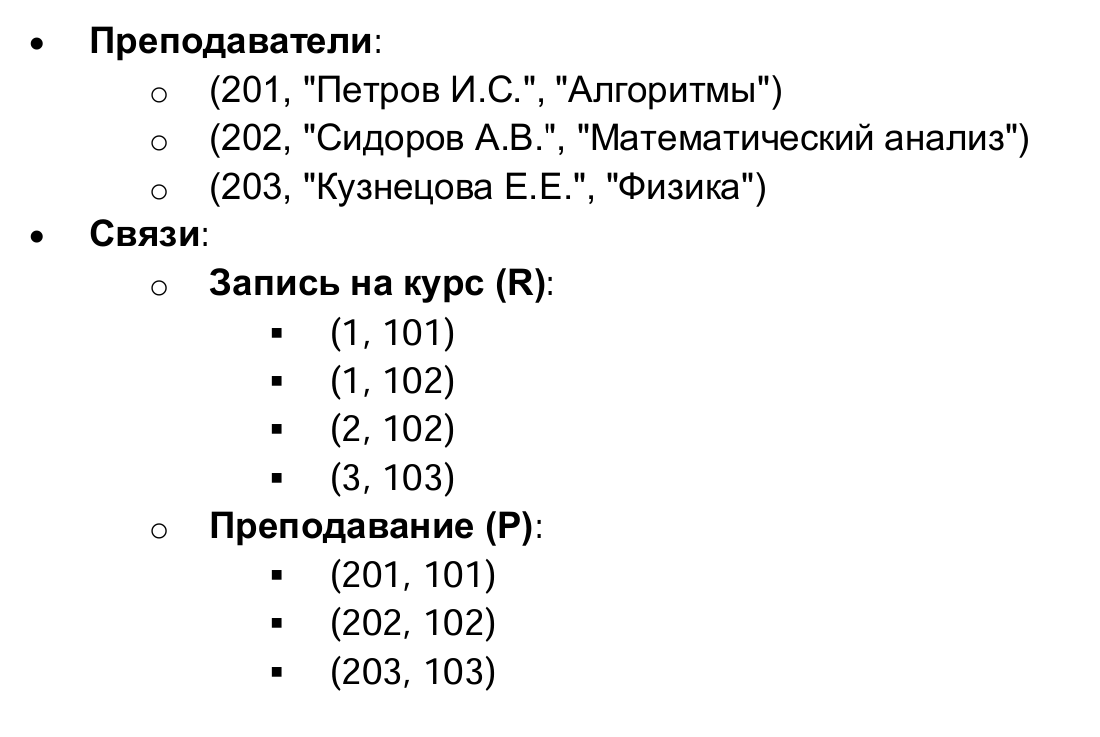 • Преподаватели:
o (201, "Петров И.С.", "Алгоритмы")
o (202, "Сидоров А.В.", "Математический анализ")
o (203, "Кузнецова Е.Е.", "Физика")
• Связи:
o Запись на курс (R):
▪ (1, 101)
▪ (1, 102)
▪ (2, 102)
▪ (3, 103)
o Преподавание (P):
▪ (201, 101)
▪ (202, 102)
▪ (203, 103)